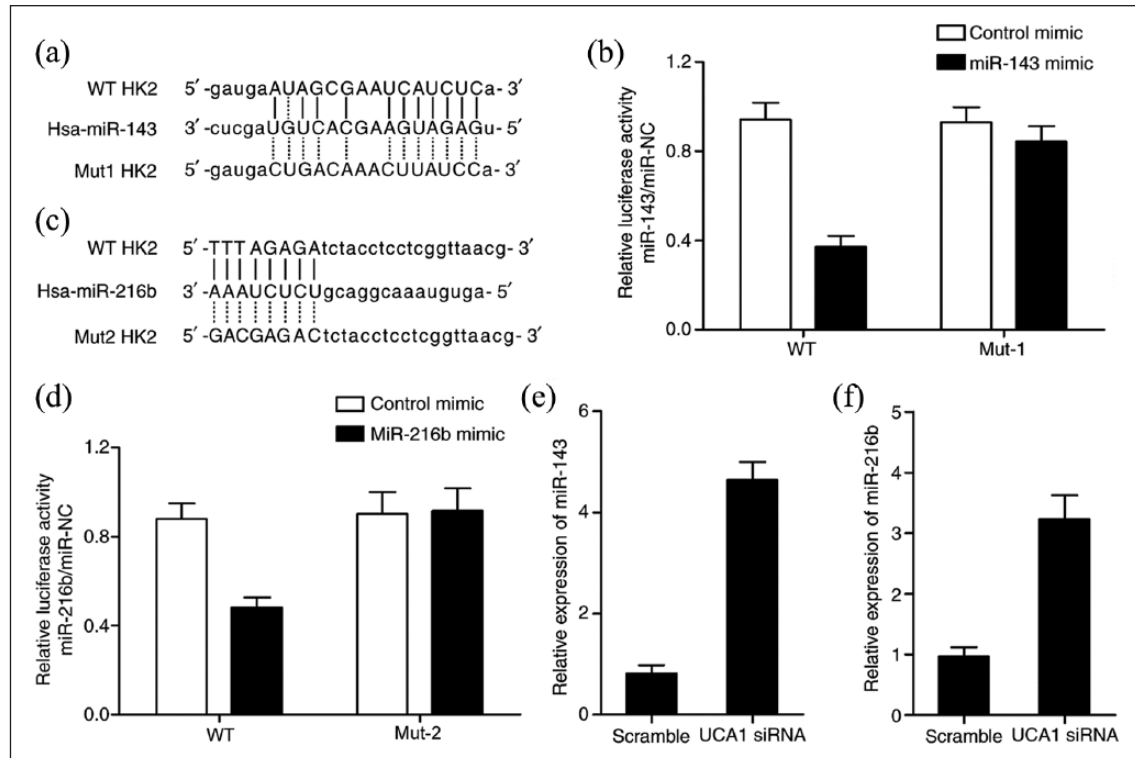 (a)
WT HK2 5′ -gaugaAUAGCGAAUCAUCUCa- 3′
Hsa-miR-143 3′ -cucgaUGUCACGAAGUAGAGu- 5′
Mut1 HK2 5′ -gaugaCUGACAAACUUAUCCa- 3′
(b)
Control mimic
miR-143 mimic
Relative luciferase activity
miR-143/miR-NC
1.2
0.8
0.4
0.0
WT
Mut-1
(c)
WT HK2 5′ -TTTAGAGAtctacctcctcggttaacg- 3′
Hsa-miR-216b 3′ -AAAUCUCUgcaggcaaauguga- 5′
Mut2 HK2 5′ -GACGAGACtctacctcctcggttaacg- 3′
(d)
Control mimic
MiR-216b mimic
Relative luciferase activity
miR-216b/miR-NC
1.2
0.8
0.4
0.0
WT
Mut-2
(e)
Relative expression of miR-143
6
4
2
0
Scramble UCA1 siRNA
(f)
Relative expression of miR-216b
5
4
3
2
1
0
Scramble UCA1 siRNA